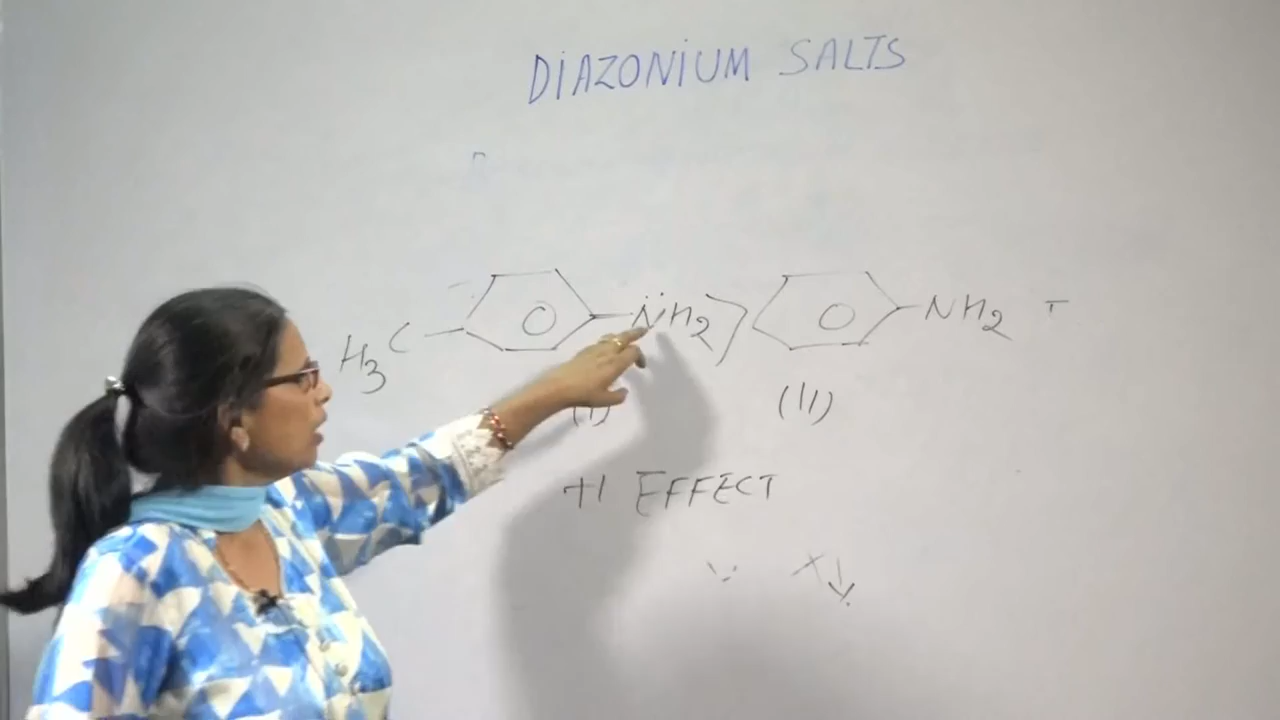 DIAZONIUM SALTS
H3C NH2 > NH2
(I) (II)
+I EFFECT